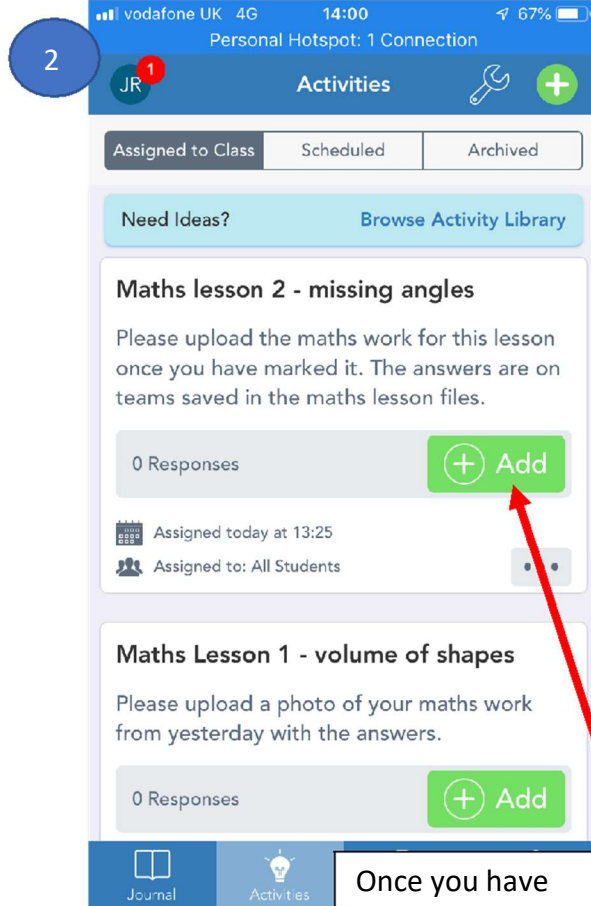 2
vodafone UK 4G 14:00 67%
Personal Hotspot: 1 Connection
JR 1 Activities
Assigned to Class Scheduled Archived
Need Ideas? Browse Activity Library
Maths lesson 2 - missing angles
Please upload the maths work for this lesson
once you have marked it. The answers are on
teams saved in the maths lesson files.
0 Responses + Add
Assigned today at 13:25
Assigned to: All Students
Maths Lesson 1 - volume of shapes
Please upload a photo of your maths work
from yesterday with the answers.
0 Responses + Add
Journal Activities
Once you have